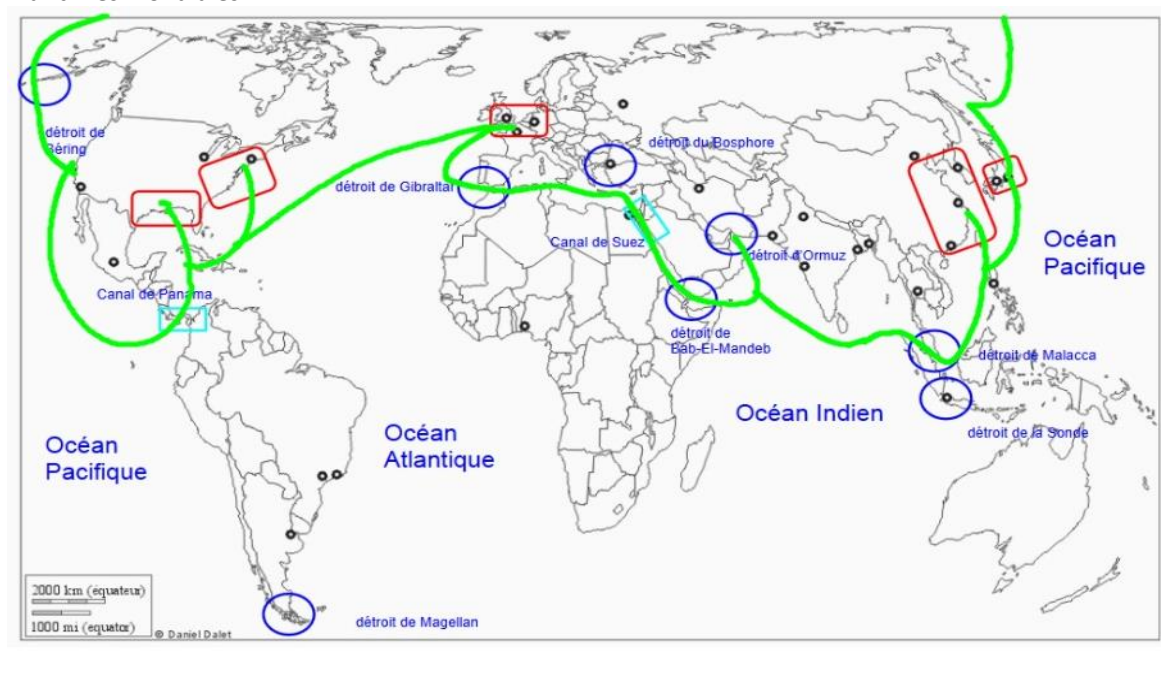 détroit de
Béring
détroit du Bosphore
détroit de Gibraltar
Canal de Suez
détroit d'Ormuz
Océan
Pacifique
Canal de Panama
détroit de
Bab-El-Mandeb
détroit de Malacca
Océan Indien
détroit de la Sonde
Océan
Pacifique
Océan
Atlantique
2000 km (équateur)
1000 mi (equator)
© Daniel Dalet
détroit de Magellan